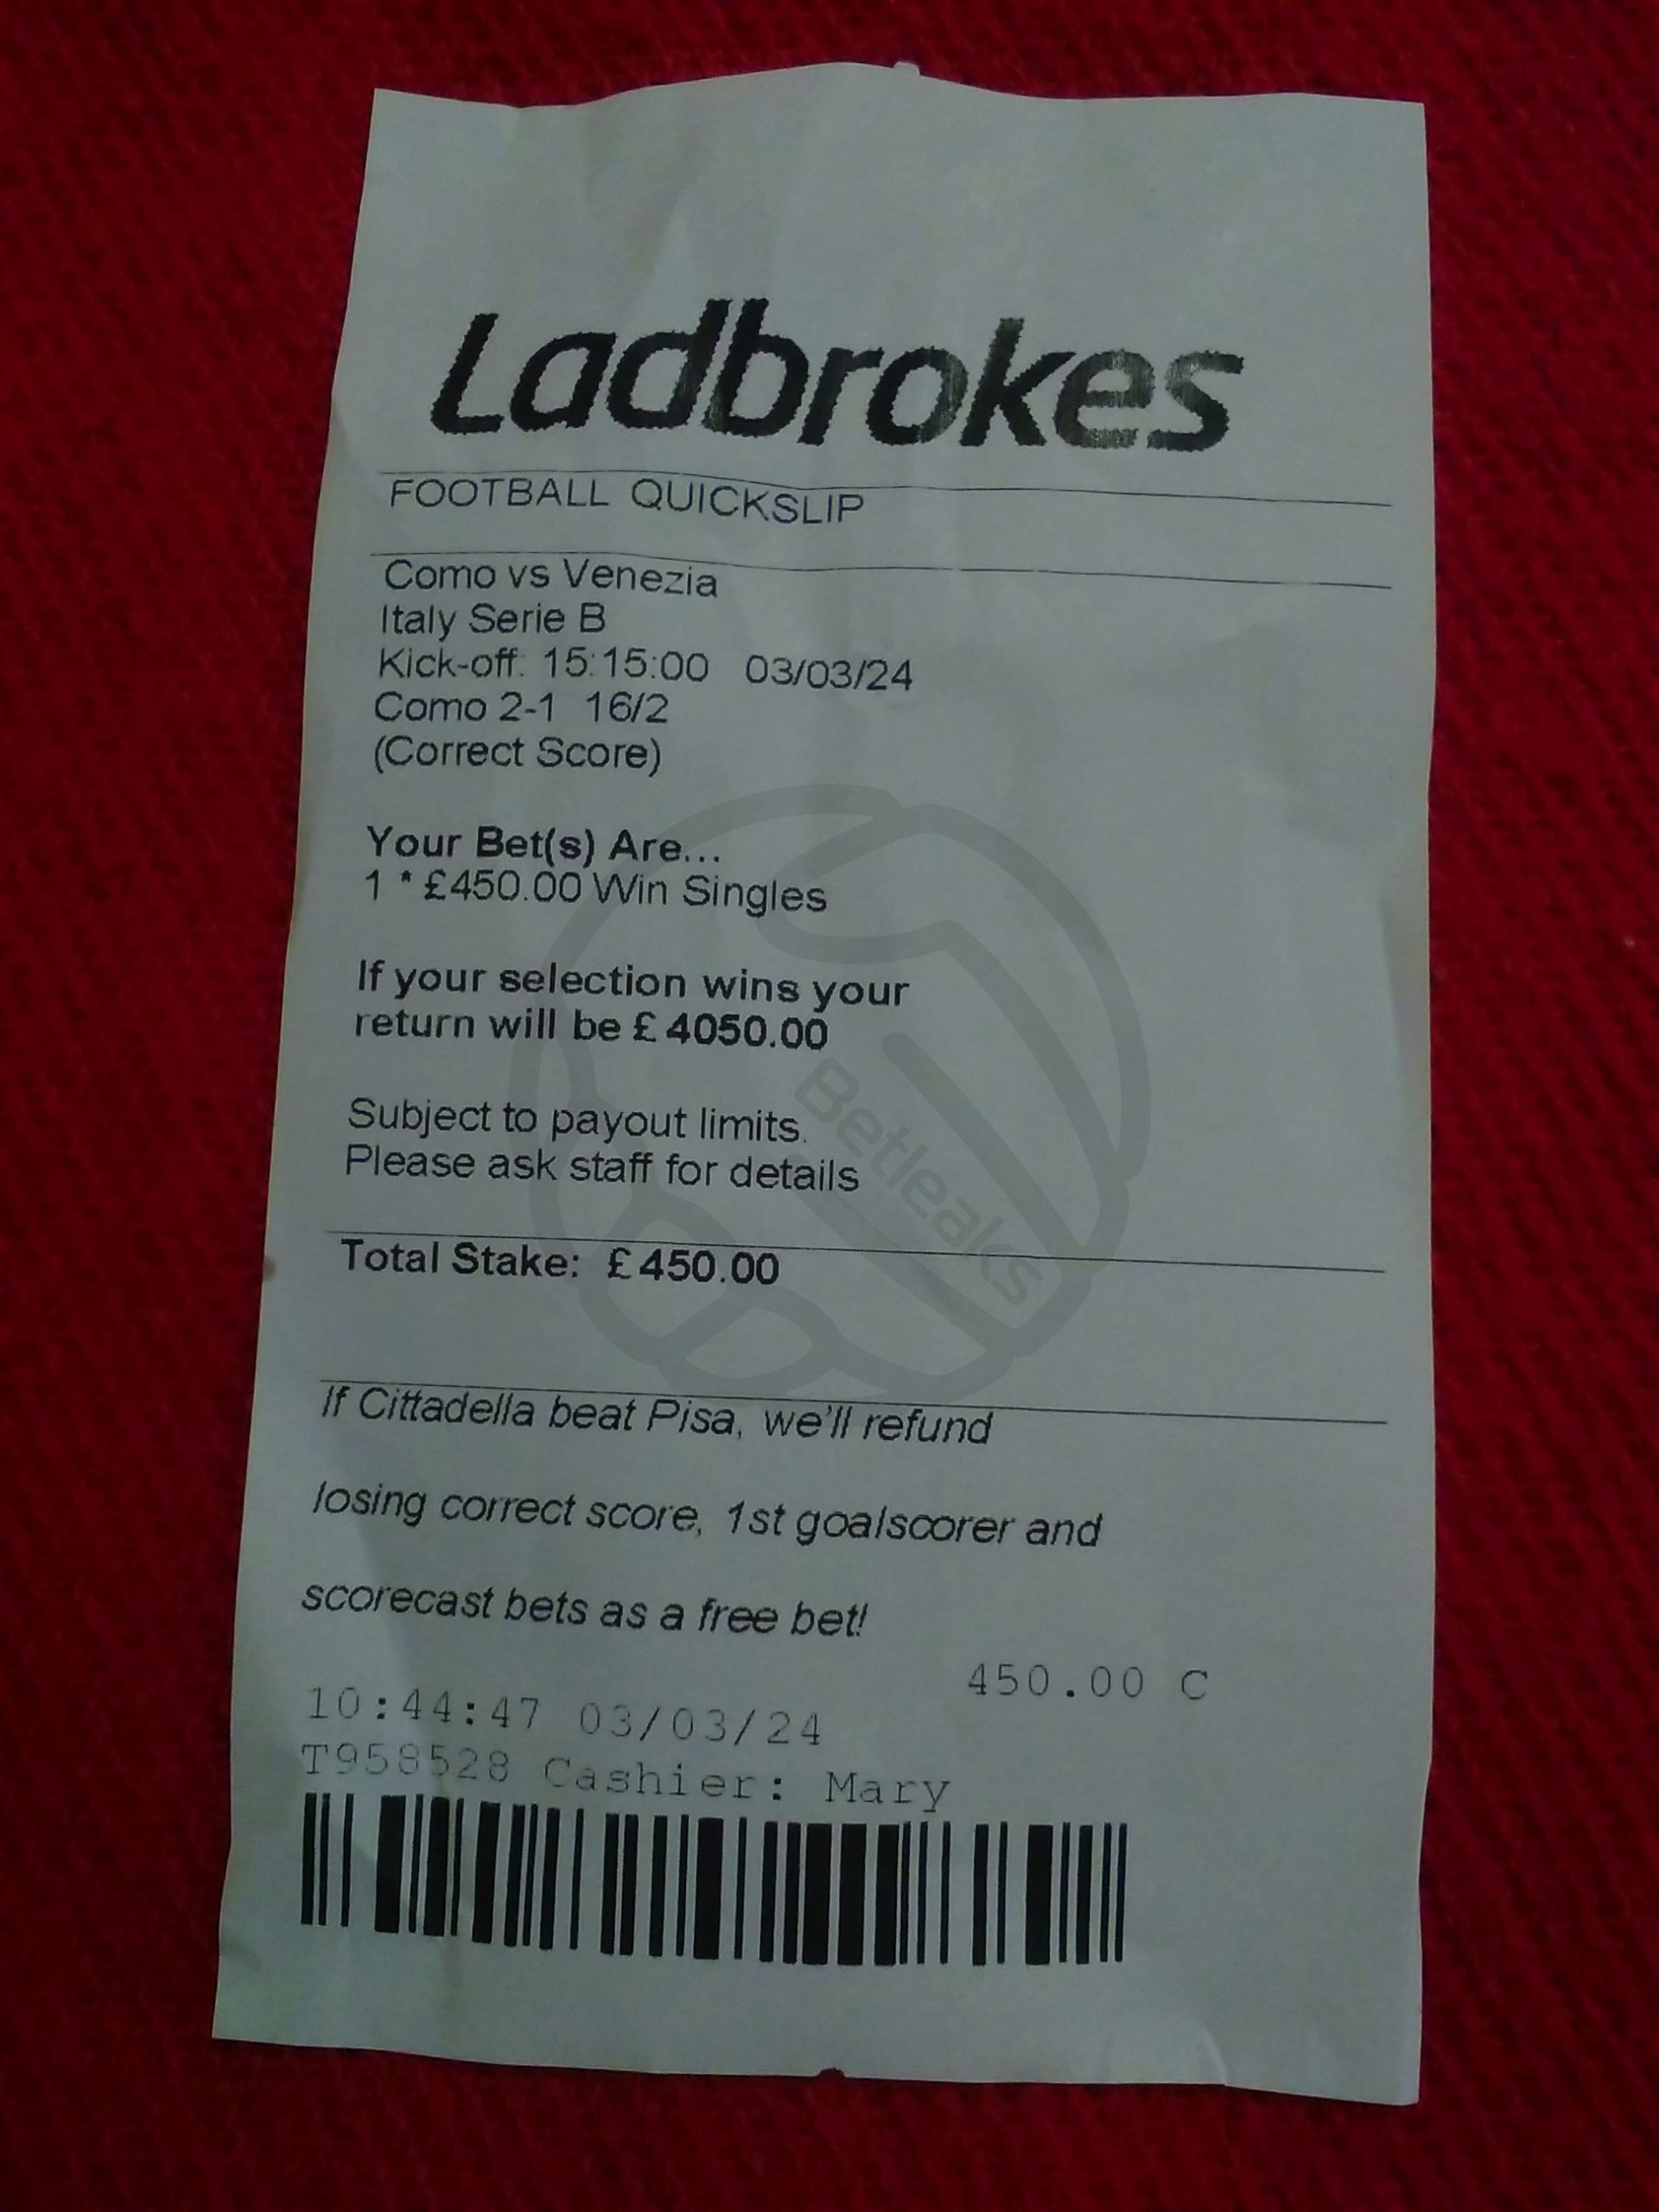 Ladbrokes
FOOTBALL QUICKSLIP
Como vs Venezia
Italy Serie B
Kick-off: 15:15:00 03/03/24
Como 2-1 16/2
(Correct Score)
Your Bet(s) Are...
1 * £450.00 Win Singles
If your selection wins your
return will be £ 4050.00
Subject to payout limits.
Please ask staff for details
Betleaks
Total Stake: £450.00
If Cittadella beat Pisa, we'll refund
losing correct score, 1st goalscorer and
scorecast bets as a free bet!
450.00 C
10:44:47 03/03/24
T958528 Cashier: Mary